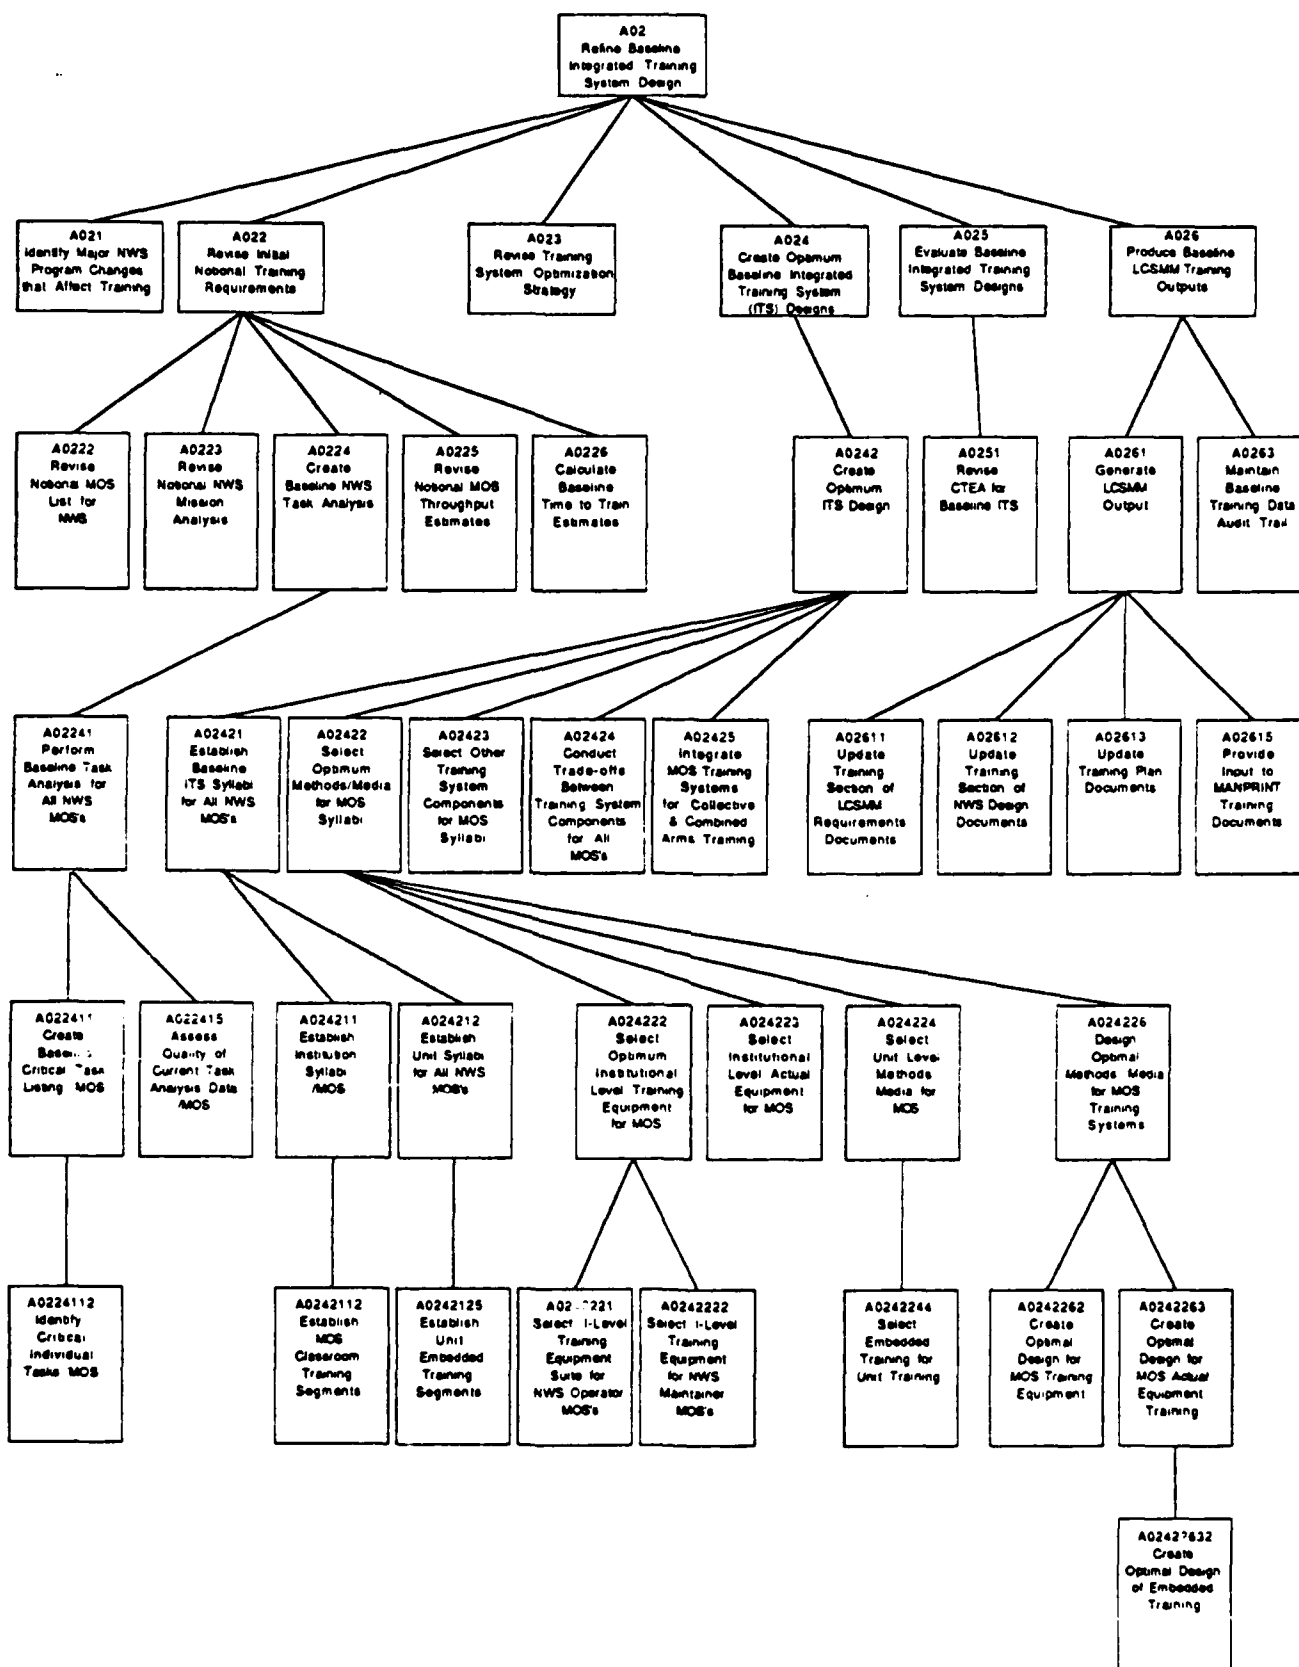 A02
Refine Baseline
Integrated Training
System Design
A021
Identify Major NWS
Program Changes
that Affect Training
A022
Revise Initial
Notional Training
Requirements
A023
Revise Training
System Optimization
Strategy
A024
Create Optimum
Baseline Integrated
Training System
(ITS) Designs
A025
Evaluate Baseline
Integrated Training
System Designs
A026
Produce Baseline
LCSMM Training
Outputs
A0222
Revise
Notional MOS
List for
NWS
A0223
Revise
Notional NWS
Mission
Analysis
A0224
Create
Baseline NWS
Task Analysis
A0225
Revise
Notional MOS
Throughput
Estimates
A0226
Calculate
Baseline
Time to Train
Estimates
A0242
Create
Optimum
ITS Design
A0251
Revise
CTEA for
Baseline ITS
A0261
Generate
LCSMM
Output
A0263
Maintain
Baseline
Training Data
Audit Trail
A02241
Perform
Baseline Task
Analysis for
All NWS
MOS's
A02421
Establish
Baseline
ITS Syllabi
for All NWS
MOS's
A02422
Select
Optimum
Methods/Media
for MOS
Syllabi
A02423
Select Other
Training
System
Components
for MOS
Syllabi
A02424
Conduct
Trade-offs
Between
Training System
Components
for All
MOS's
A02425
Integrate
MOS Training
Systems
for Collective
& Combined
Arms Training
A02611
Update
Training
Section of
LCSMM
Requirements
Documents
A02612
Update
Training
Section of
NWS Design
Documents
A02613
Update
Training Plan
Documents
A02615
Provide
Input to
MANPRINT
Training
Documents
A022411
Create
Critical Task
Listing MOS
A022415
Assess
Quality of
Current Task
Analysis Data
/MOS
A024211
Establish
Institution
Syllabi
/MOS
A024212
Establish
Unit Syllabi
for All NWS
MOS's
A024222
Select
Optimum
Institutional
Level Training
Equipment
for MOS
A024223
Select
Institutional
Level Actual
Equipment
for MOS
A024224
Select
Unit Level
Methods
Media for
MOS
A024226
Design
Optimal
Methods Media
for MOS
Training
Systems
A0224112
Identify
Critical
Individual
Tasks MOS
A0242112
Establish
MOS
Classroom
Training
Segments
A0242125
Establish
Unit
Embedded
Training
Segments
Select I-Level
Training
Equipment
Suite for
NWS Operator
MOS's
A0242222
Select I-Level
Training
Equipment
for NWS
Maintainer
MOS's
A0242244
Select
Embedded
Training for
Unit Training
A0242262
Create
Optimal
Design for
MOS Training
Equipment
A0242263
Create
Optimal
Design for
MOS Actual
Equipment
Training
Create
Optimal Design
of Embedded
Training